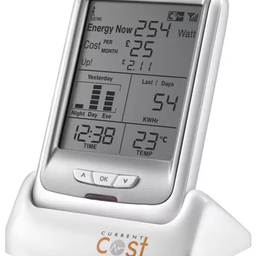 ELECTRIC
Energy Now 254 Watt
Cost PER MONTH £ 25
Up! £ 2.11
Yesterday
Last / Days
54
KWHr
Night Day Eve
12:38 23°C
TIME TEMP
OK
CURRENT
cost